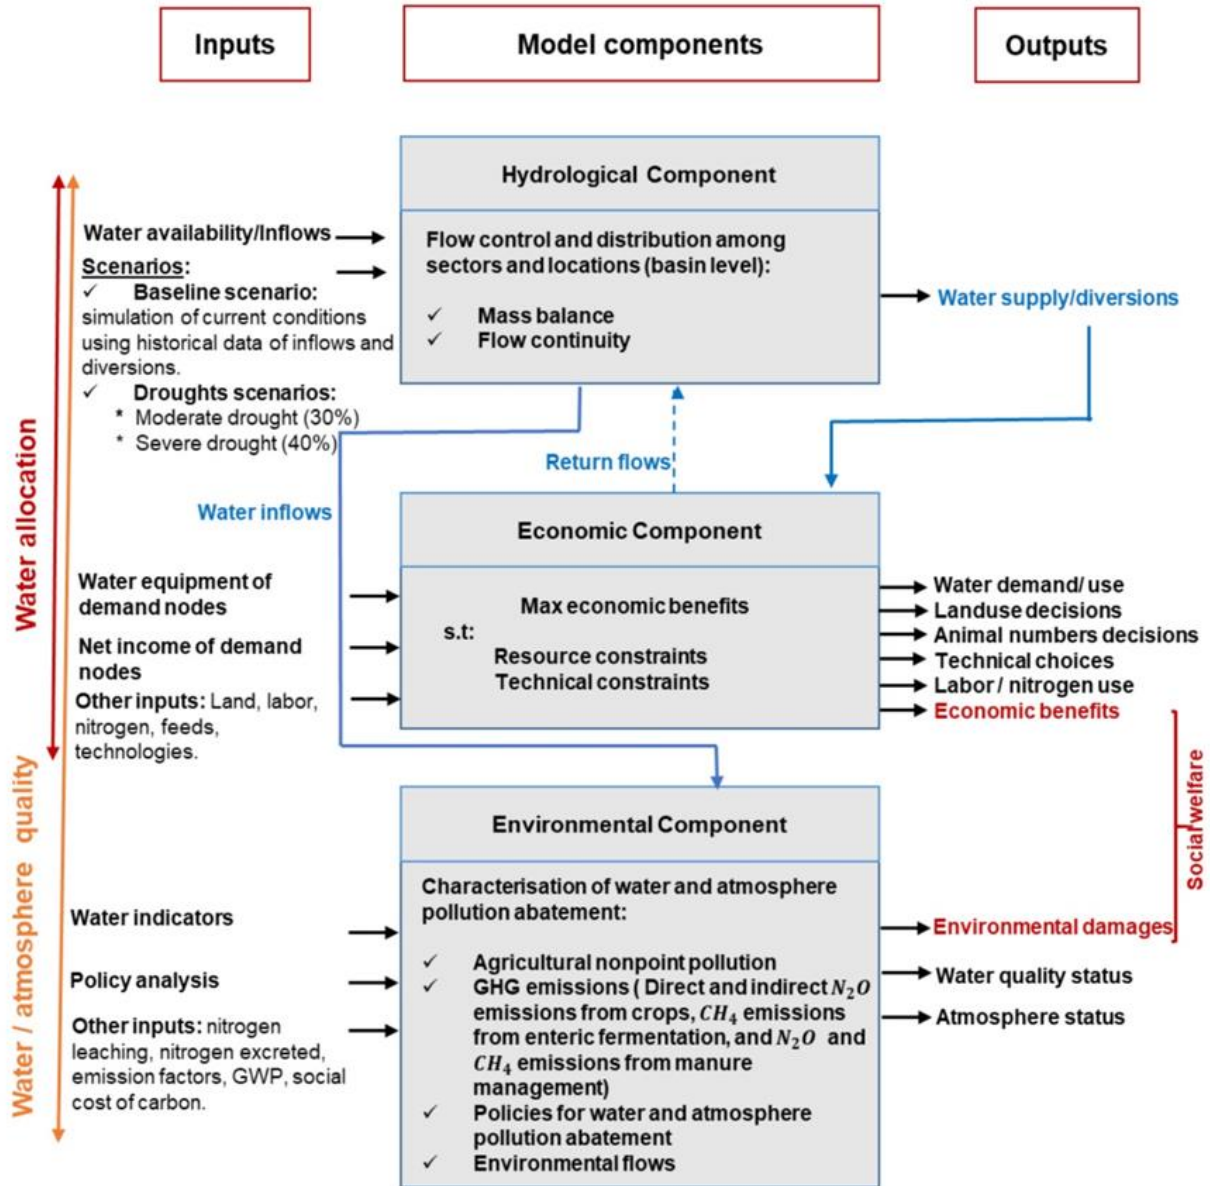 Inputs
Model components
Outputs
Hydrological Component
Water availability/Inflows
Scenarios:
✓ Baseline scenario:
simulation of current conditions
using historical data of inflows and
diversions.
✓ Droughts scenarios:
* Moderate drought (30%)
* Severe drought (40%)
Flow control and distribution among
sectors and locations (basin level):
✓ Mass balance
✓ Flow continuity
Water supply/diversions
Return flows
Water inflows
Water allocation
Economic Component
Water equipment of
demand nodes
Net income of demand
nodes
Other inputs: Land, labor,
nitrogen, feeds,
technologies.
Max economic benefits
s.t:
Resource constraints
Technical constraints
Water demand/ use
Landuse decisions
Animal numbers decisions
Technical choices
Labor / nitrogen use
Economic benefits
Social welfare
Water / atmosphere quality
Environmental Component
Water indicators
Policy analysis
Other inputs: nitrogen
leaching, nitrogen excreted,
emission factors, GWP, social
cost of carbon.
Characterisation of water and atmosphere
pollution abatement:
✓ Agricultural nonpoint pollution
✓ GHG emissions ( Direct and indirect N₂O
emissions from crops, CH₄ emissions
from enteric fermentation, and N₂O and
CH₄ emissions from manure
management)
✓ Policies for water and atmosphere
pollution abatement
✓ Environmental flows
Environmental damages
Water quality status
Atmosphere status